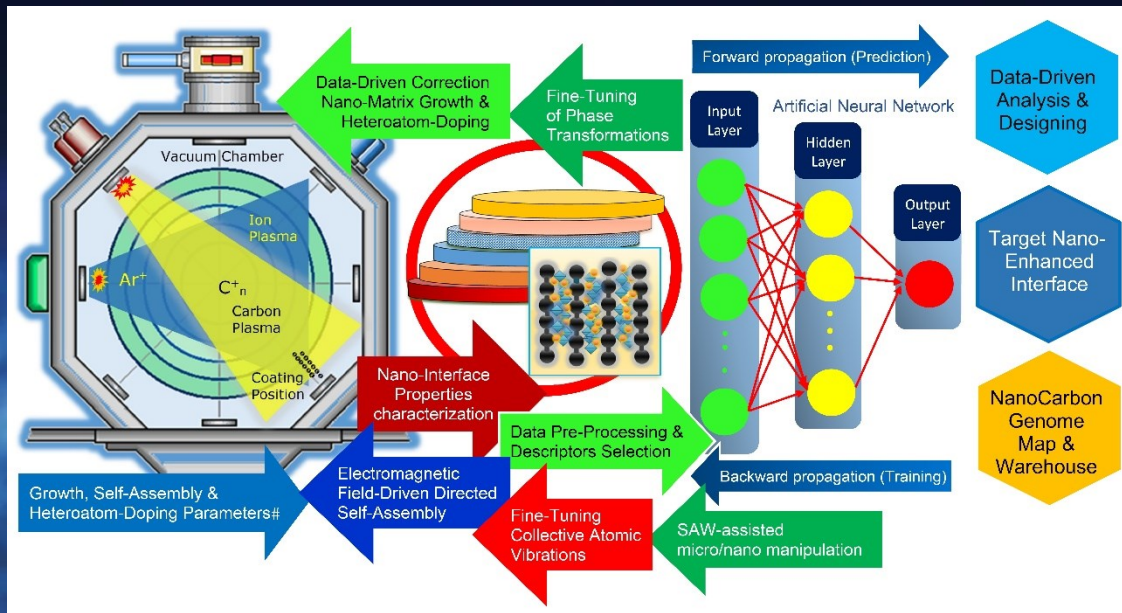 Data-Driven Correction
Nano-Matrix Growth &
Heteroatom-Doping
Fine-Tuning
of Phase
Transformations
Forward propagation (Prediction)
Artificial Neural Network
Input
Layer
Hidden
Layer
Output
Layer
Data-Driven
Analysis &
Designing
Target Nano-
Enhanced
Interface
NanoCarbon
Genome
Map &
Warehouse
Vacuum Chamber
Ion
Plasma
Ar+
C+n
Carbon
Plasma
Coating
Position
Nano-Interface
Properties
characterization
Data Pre-Processing &
Descriptors Selection
Backward propagation (Training)
Growth, Self-Assembly &
Heteroatom-Doping Parameters#
Electromagnetic
Field-Driven Directed
Self-Assembly
Fine-Tuning
Collective Atomic
Vibrations
SAW-assisted
micro/nano manipulation